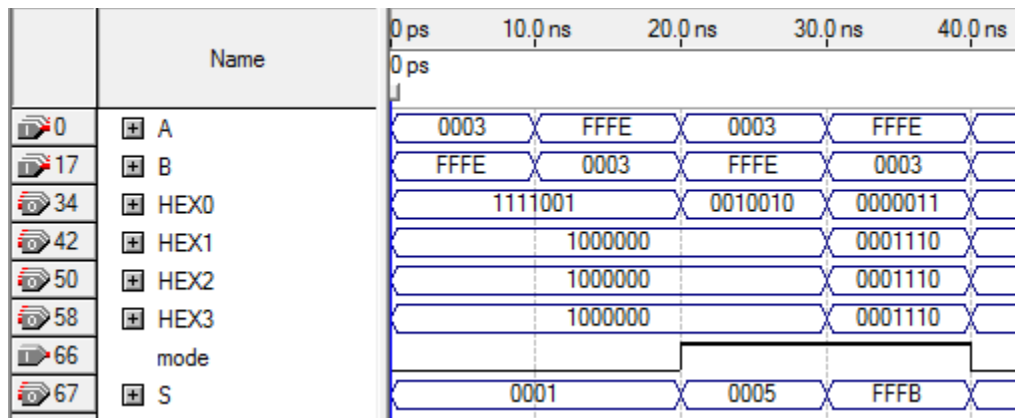 Name
0 ps 10.0 ns 20.0 ns 30.0 ns 40.0 ns
0 ps
0 A 0003 FFFE 0003 FFFE
17 B FFFE 0003 FFFE 0003
34 HEX0 1111001 0010010 0000011
42 HEX1 1000000 0001110
50 HEX2 1000000 0001110
58 HEX3 1000000 0001110
66 mode
67 S 0001 0005 FFFB